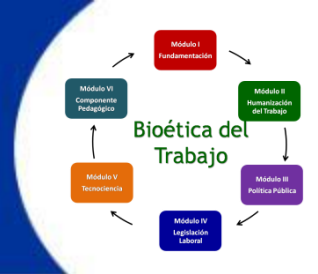 Módulo I
Fundamentación
Módulo II
Humanización
del Trabajo
Módulo III
Política Pública
Módulo IV
Legislación
Laboral
Módulo V
Tecnociencia
Módulo VI
Componente
Pedagógico
Bioética del
Trabajo